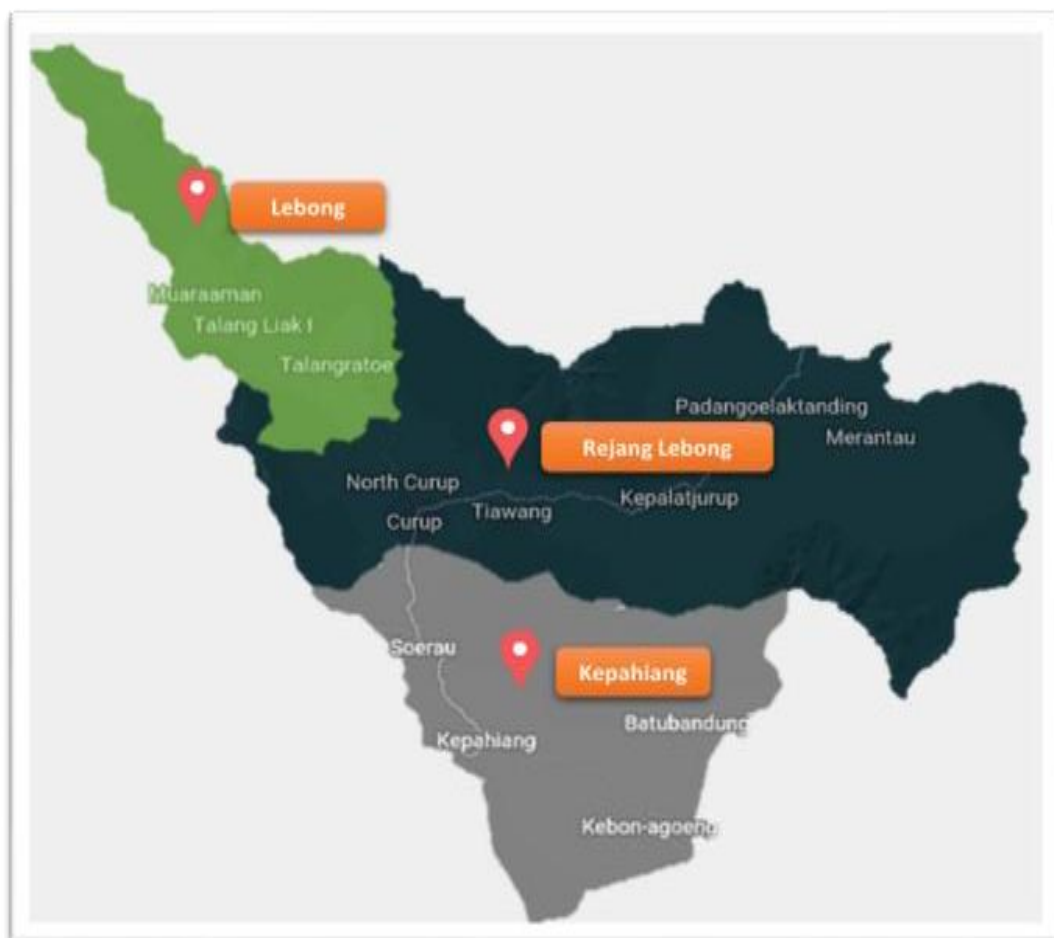 Lebong
Muaraaman
Talang Liak I
Talangratoe
Padangoelaktanding
Merantau
Rejang Lebong
North Curup
Kepalatjurup
Tiawang
Curup
Soerau
Kepahiang
Batubandung
Kepahiang
Kebon-agoeng